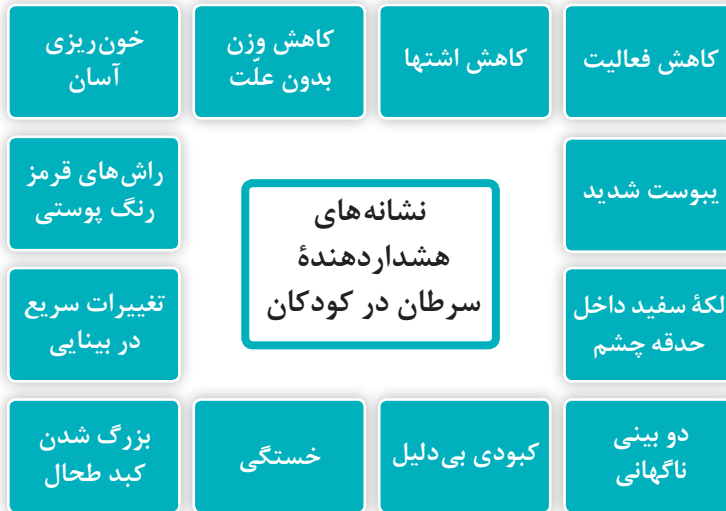 کاهش فعالیت
کاهش اشتها
کاهش وزن
بدون علّت
خون‌ریزی
آسان
یبوست شدید
نشانه‌های
هشداردهندهٔ
سرطان در کودکان
راش‌های قرمز
رنگ پوستی
لکهٔ سفید داخل
حدقه چشم
تغییرات سریع
در بینایی
دو بینی
ناگهانی
کبودی بی‌دلیل
خستگی
بزرگ شدن
کبد طحال